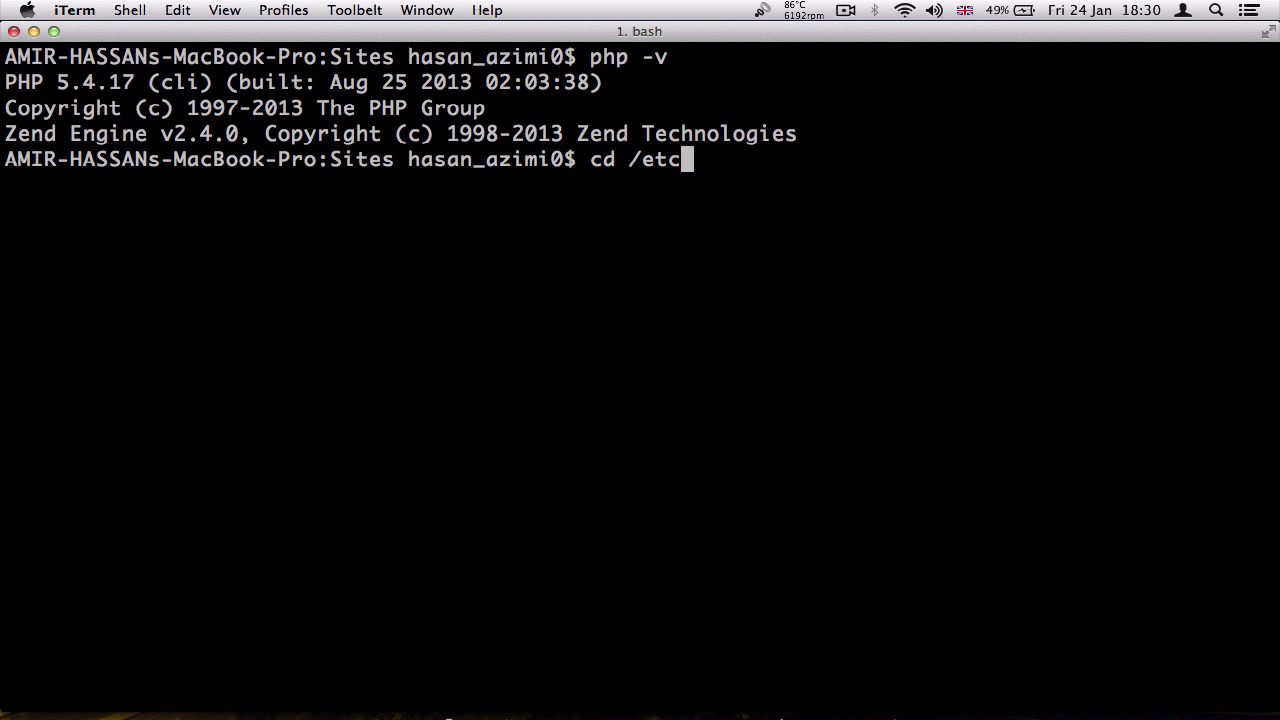 iTerm Shell Edit View Profiles Toolbelt Window Help 86°C 6192rpm 49% Fri 24 Jan 18:30
1. bash
AMIR-HASSANs-MacBook-Pro:Sites hasan_azimi0$ php -v
PHP 5.4.17 (cli) (built: Aug 25 2013 02:03:38)
Copyright (c) 1997-2013 The PHP Group
Zend Engine v2.4.0, Copyright (c) 1998-2013 Zend Technologies
AMIR-HASSANs-MacBook-Pro:Sites hasan_azimi0$ cd /etc